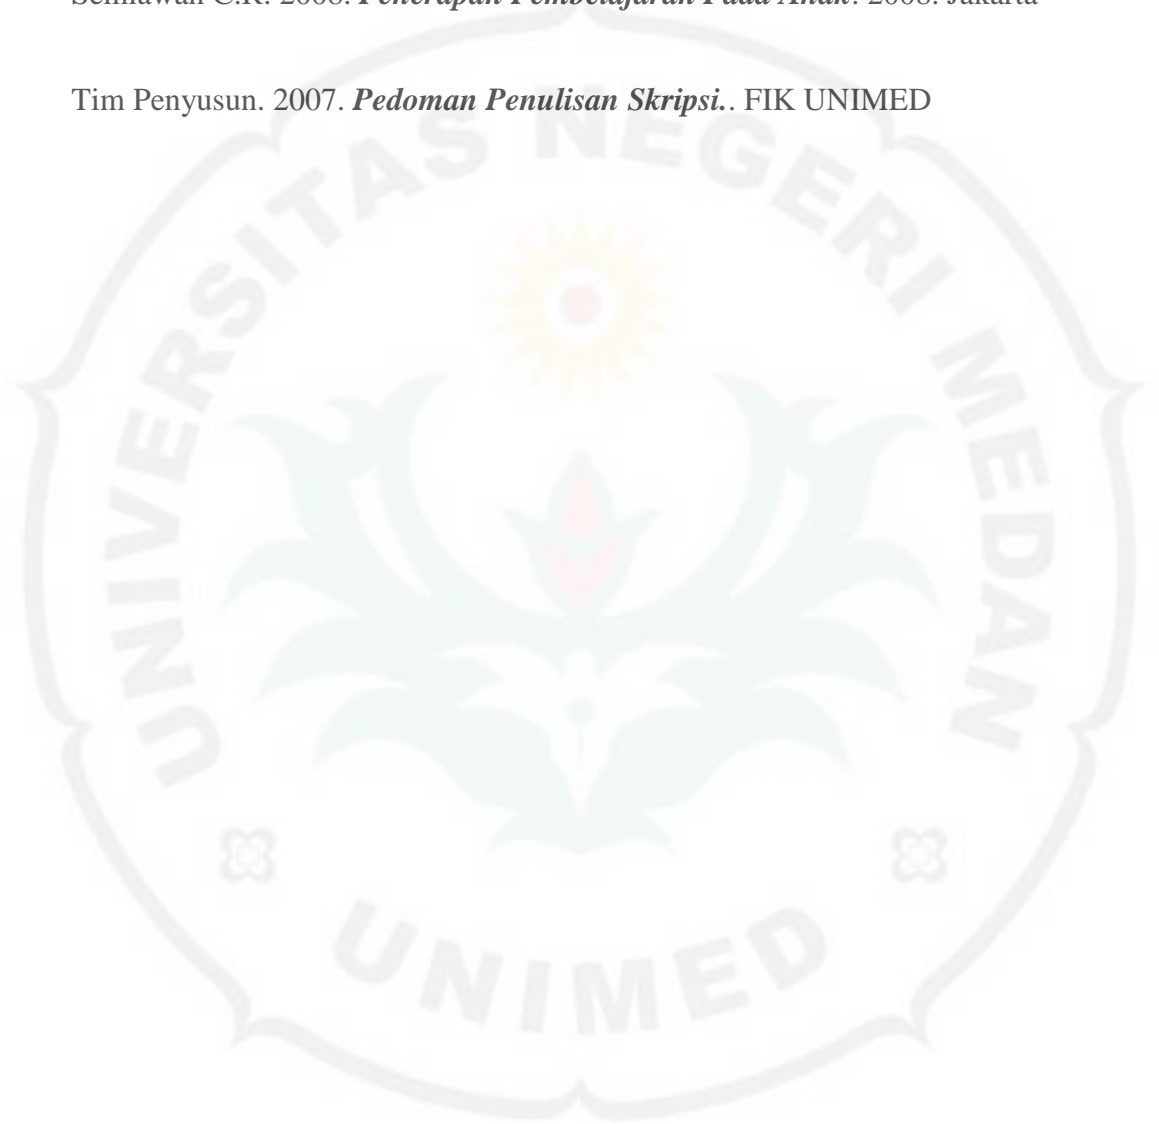 Semiawan C.R. 2008. Penerapan Pembelajaran Pada Anak. 2008. Jakarta
Tim Penyusun. 2007. Pedoman Penulisan Skripsi.. FIK UNIMED
UNIVERSITAS NEGERI MEDAN
UNIMED